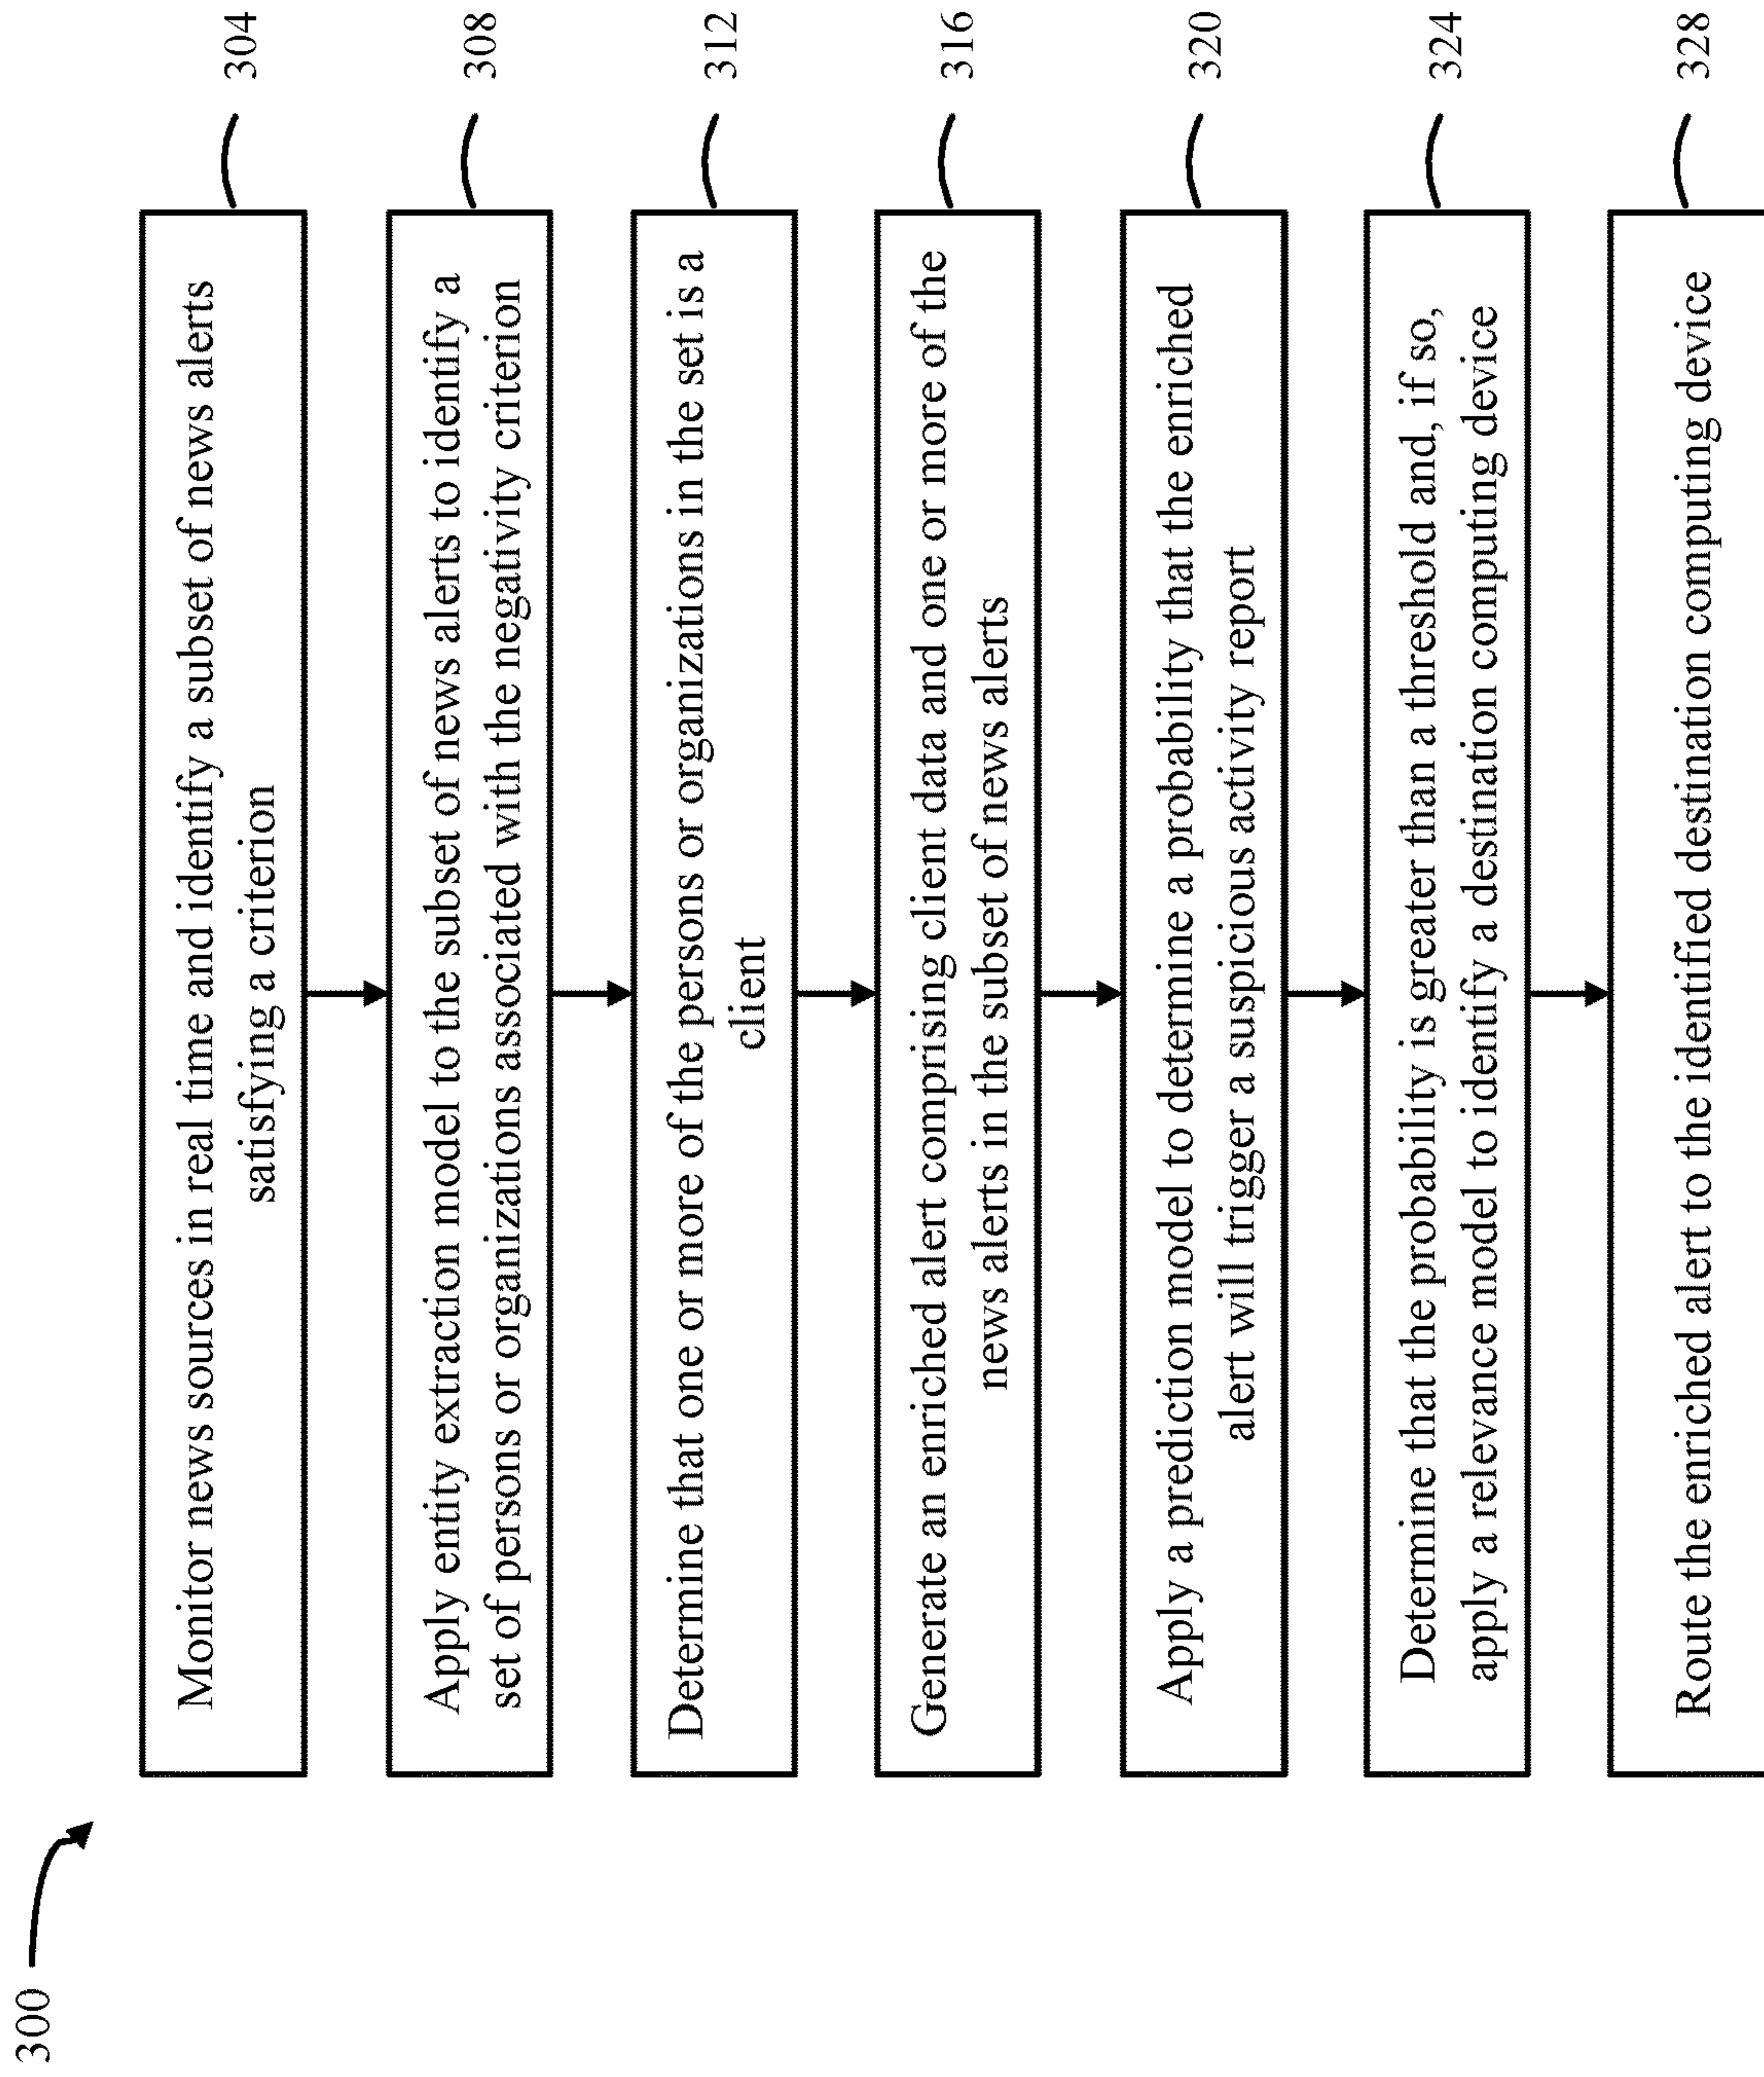 300
Monitor news sources in real time and identify a subset of news alerts
satisfying a criterion
304
Apply entity extraction model to the subset of news alerts to identify a
set of persons or organizations associated with the negativity criterion
308
Determine that one or more of the persons or organizations in the set is a
client
312
Generate an enriched alert comprising client data and one or more of the
news alerts in the subset of news alerts
316
Apply a prediction model to determine a probability that the enriched
alert will trigger a suspicious activity report
320
Determine that the probability is greater than a threshold and, if so,
apply a relevance model to identify a destination computing device
324
Route the enriched alert to the identified destination computing device
328